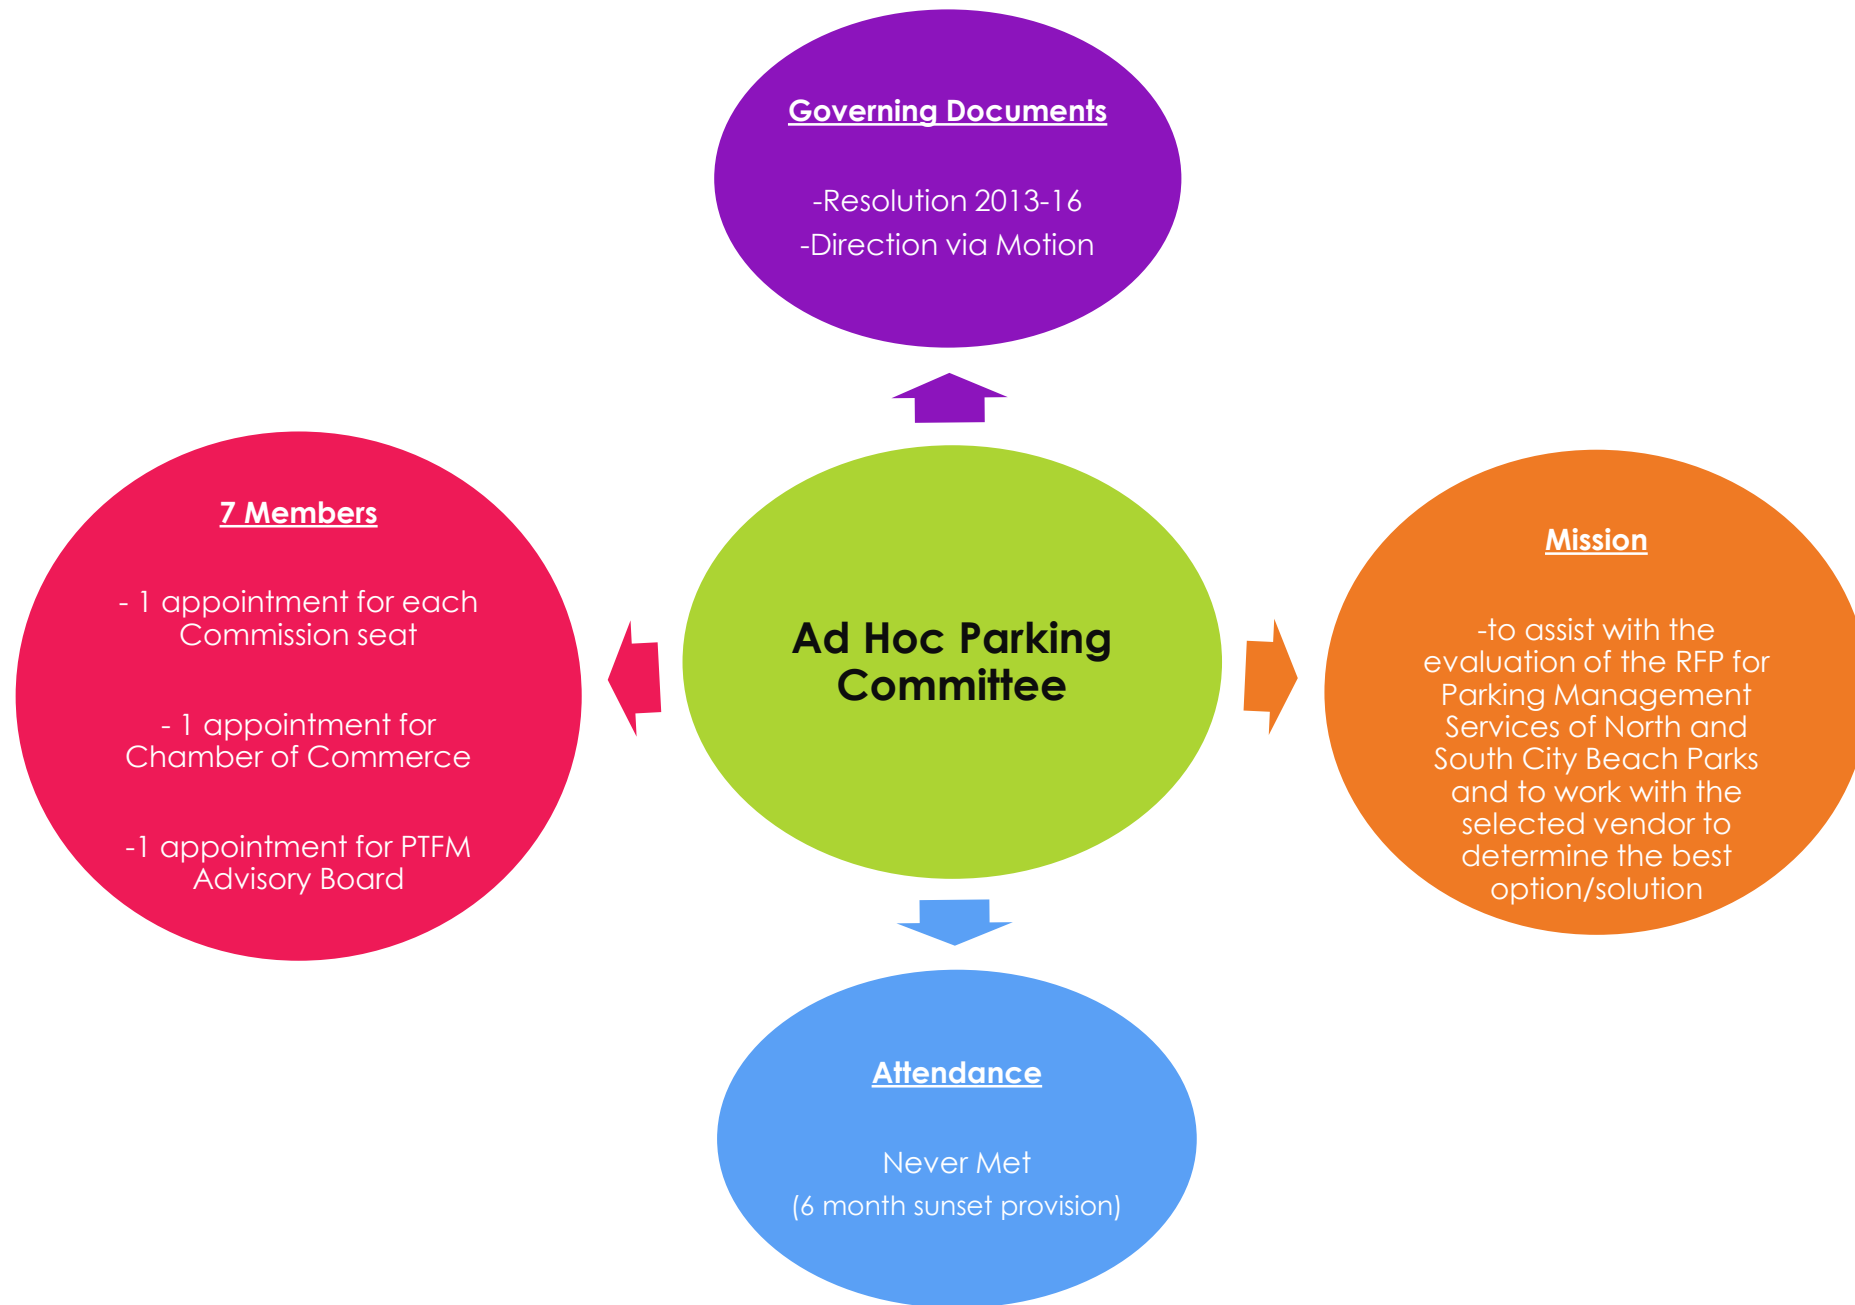 Governing Documents
-Resolution 2013-16
-Direction via Motion
7 Members
- 1 appointment for each
Commission seat
- 1 appointment for
Chamber of Commerce
-1 appointment for PTFM
Advisory Board
Ad Hoc Parking
Committee
Mission
-to assist with the
evaluation of the RFP for
Parking Management
Services of North and
South City Beach Parks
and to work with the
selected vendor to
determine the best
option/solution
Attendance
Never Met
(6 month sunset provision)